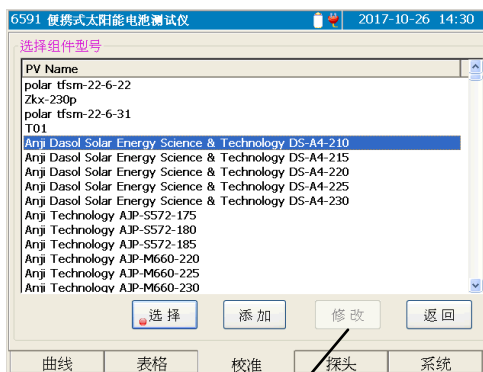 6591 便携式太阳能电池测试仪 2017-10-26 14:30
选择组件型号
PV Name
polar tfsm-22-6-22
Zkx-230p
polar tfsm-22-6-31
T01
Anji Dasol Solar Energy Science & Technology DS-A4-210
Anji Dasol Solar Energy Science & Technology DS-A4-215
Anji Dasol Solar Energy Science & Technology DS-A4-220
Anji Dasol Solar Energy Science & Technology DS-A4-225
Anji Dasol Solar Energy Science & Technology DS-A4-230
Anji Technology AJP-S572-175
Anji Technology AJP-S572-180
Anji Technology AJP-S572-185
Anji Technology AJP-M660-220
Anji Technology AJP-M660-225
Anji Technology AJP-M660-230
选择 添加 修改 返回
曲线 表格 校准 探头 系统